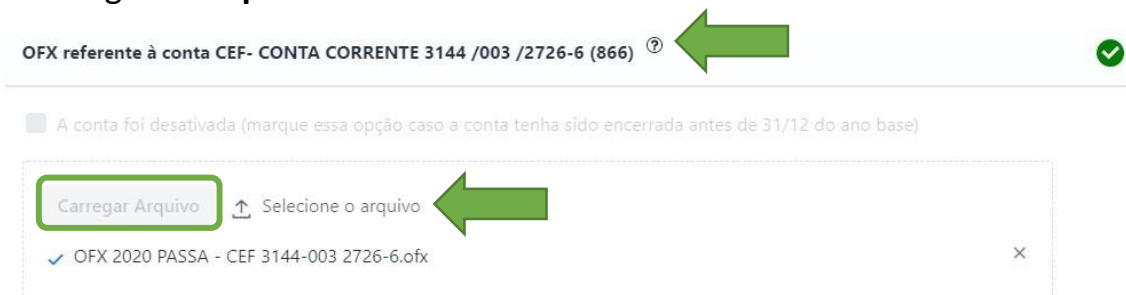 OFX referente à conta CEF- CONTA CORRENTE 3144 /003 /2726-6 (866) ?
A conta foi desativada (marque essa opção caso a conta tenha sido encerrada antes de 31/12 do ano base)
Carregar Arquivo Selecione o arquivo
OFX 2020 PASSA - CEF 3144-003 2726-6.ofx